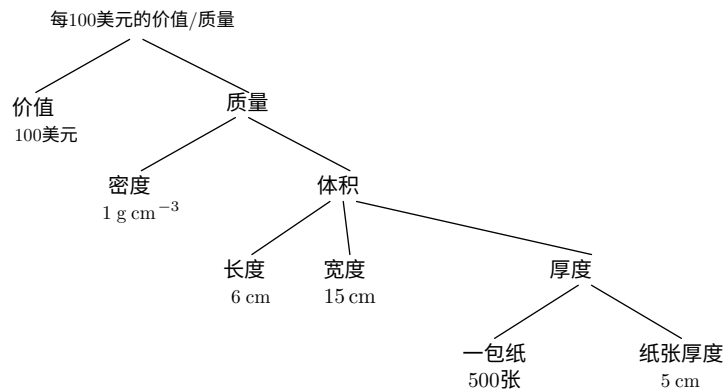 每100美元的价值/质量
价值
100美元
质量
密度
1 g cm⁻³
体积
长度
6 cm
宽度
15 cm
厚度
一包纸
500张
纸张厚度
5 cm